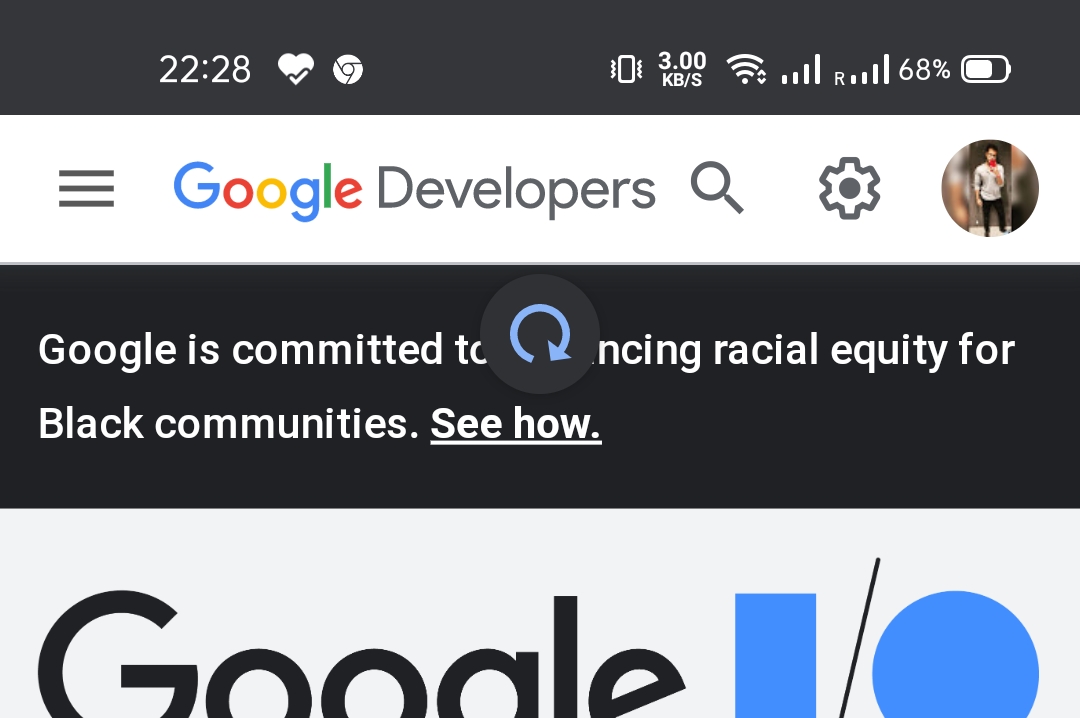 22:28 3.00 KB/S R 68%
Google Developers
Google is committed to ncing racial equity for
Black communities. See how.
Google I/O